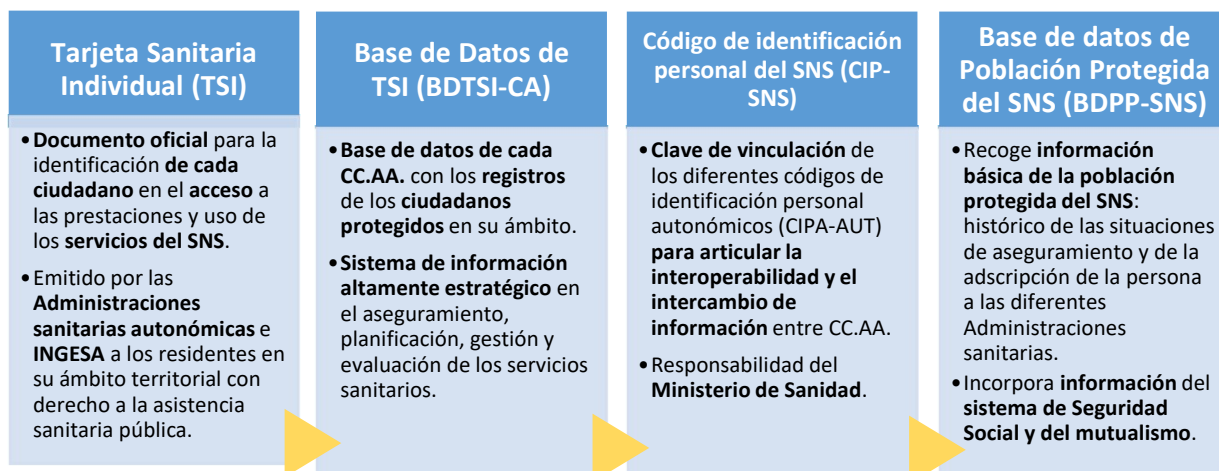 Tarjeta Sanitaria
Individual (TSI)
•Documento oficial para la
identificación de cada
ciudadano en el acceso a
las prestaciones y uso de
los servicios del SNS.
•Emitido por las
Administraciones
sanitarias autonómicas e
INGESA a los residentes en
su ámbito territorial con
derecho a la asistencia
sanitaria pública.
Base de Datos de
TSI (BDTSI-CA)
•Base de datos de cada
CC.AA. con los registros
de los ciudadanos
protegidos en su ámbito.
•Sistema de información
altamente estratégico en
el aseguramiento,
planificación, gestión y
evaluación de los servicios
sanitarios.
Código de identificación
personal del SNS (CIP-
SNS)
•Clave de vinculación de
los diferentes códigos de
identificación personal
autonómicos (CIPA-AUT)
para articular la
interoperabilidad y el
intercambio de
información entre CC.AA.
•Responsabilidad del
Ministerio de Sanidad.
Base de datos de
Población Protegida
del SNS (BDPP-SNS)
•Recoge información
básica de la población
protegida del SNS:
histórico de las situaciones
de aseguramiento y de la
adscripción de la persona
a las diferentes
Administraciones
sanitarias.
•Incorpora información del
sistema de Seguridad
Social y del mutualismo.